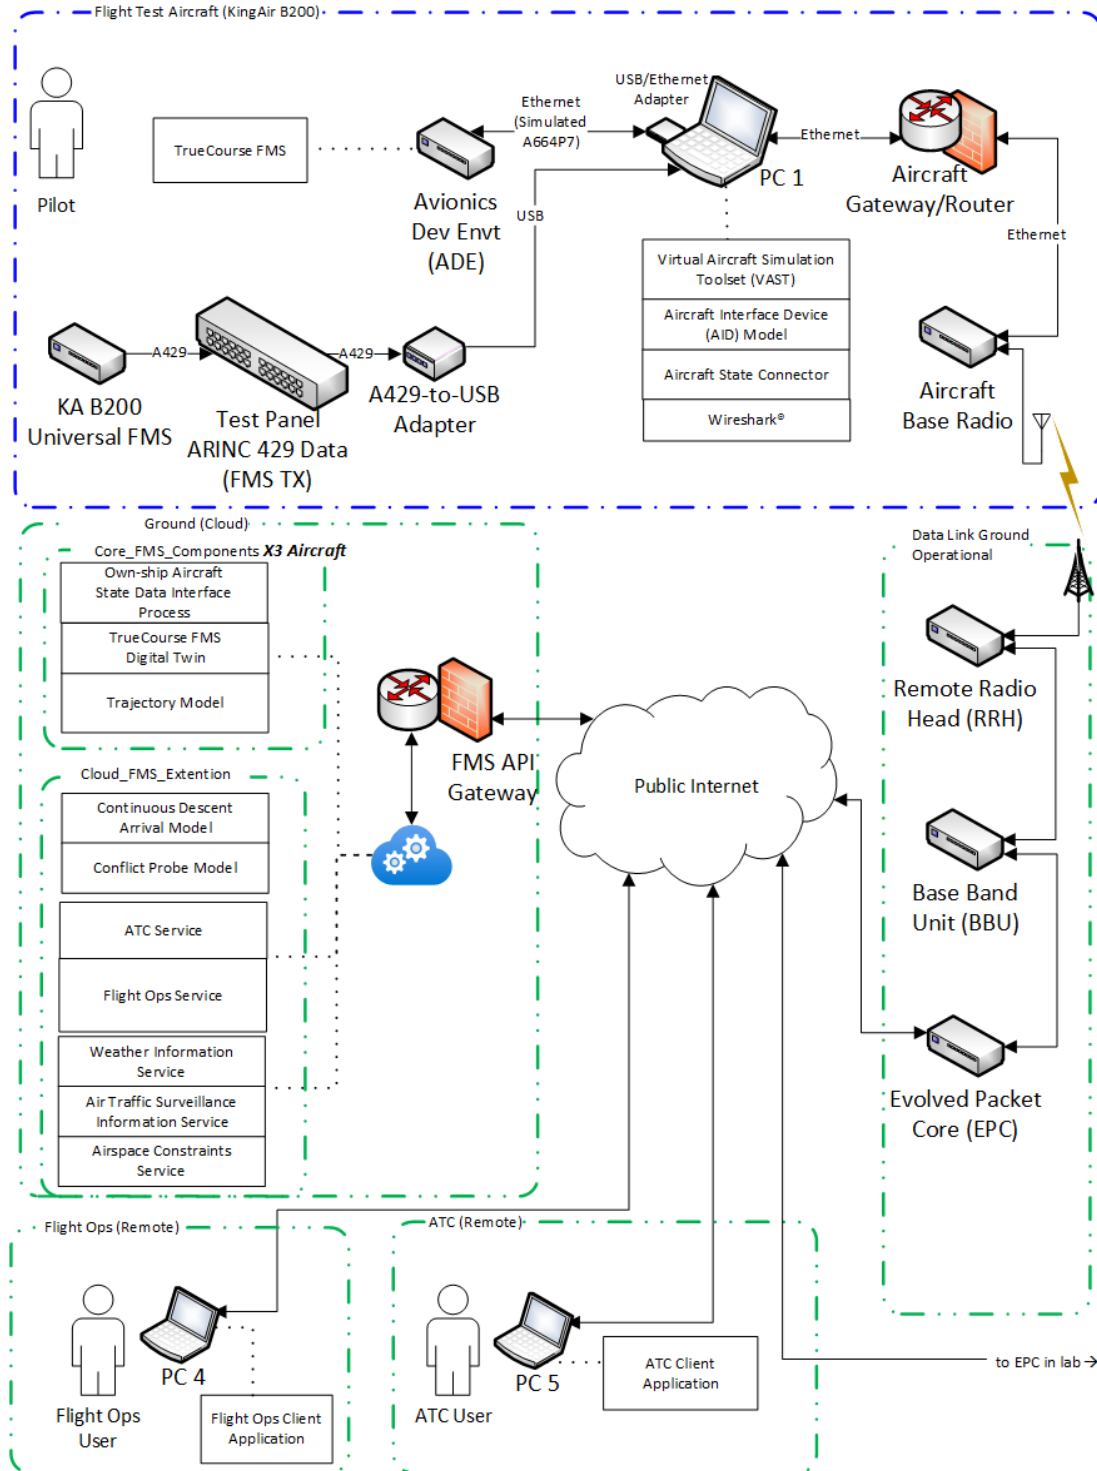 Flight Test Aircraft (KingAir B200)
Pilot
TrueCourse FMS
Avionics
Dev Envt
(ADE)
Ethernet
(Simulated
A664P7)
USB/Ethernet
Adapter
PC 1
Ethernet
Aircraft
Gateway/Router
Ethernet
USB
Virtual Aircraft Simulation
Toolset (VAST)
Aircraft Interface Device
(AID) Model
Aircraft State Connector
Wireshark®
KA B200
Universal FMS
A429
Test Panel
ARINC 429 Data
(FMS TX)
A429
A429-to-USB
Adapter
Aircraft
Base Radio
Ground (Cloud)
Core_FMS_Components X3 Aircraft
Own-ship Aircraft
State Data Interface
Process
TrueCourse FMS
Digital Twin
Trajectory Model
Cloud_FMS_Extention
Continuous Descent
Arrival Model
Conflict Probe Model
ATC Service
Flight Ops Service
Weather Information
Service
Air Traffic Surveillance
Information Service
Airspace Constraints
Service
FMS API
Gateway
Public Internet
Data Link Ground
Operational
Remote Radio
Head (RRH)
Base Band
Unit (BBU)
Evolved Packet
Core (EPC)
Flight Ops (Remote)
Flight Ops
User
PC 4
Flight Ops Client
Application
ATC (Remote)
ATC User
PC 5
ATC Client
Application
to EPC in lab →